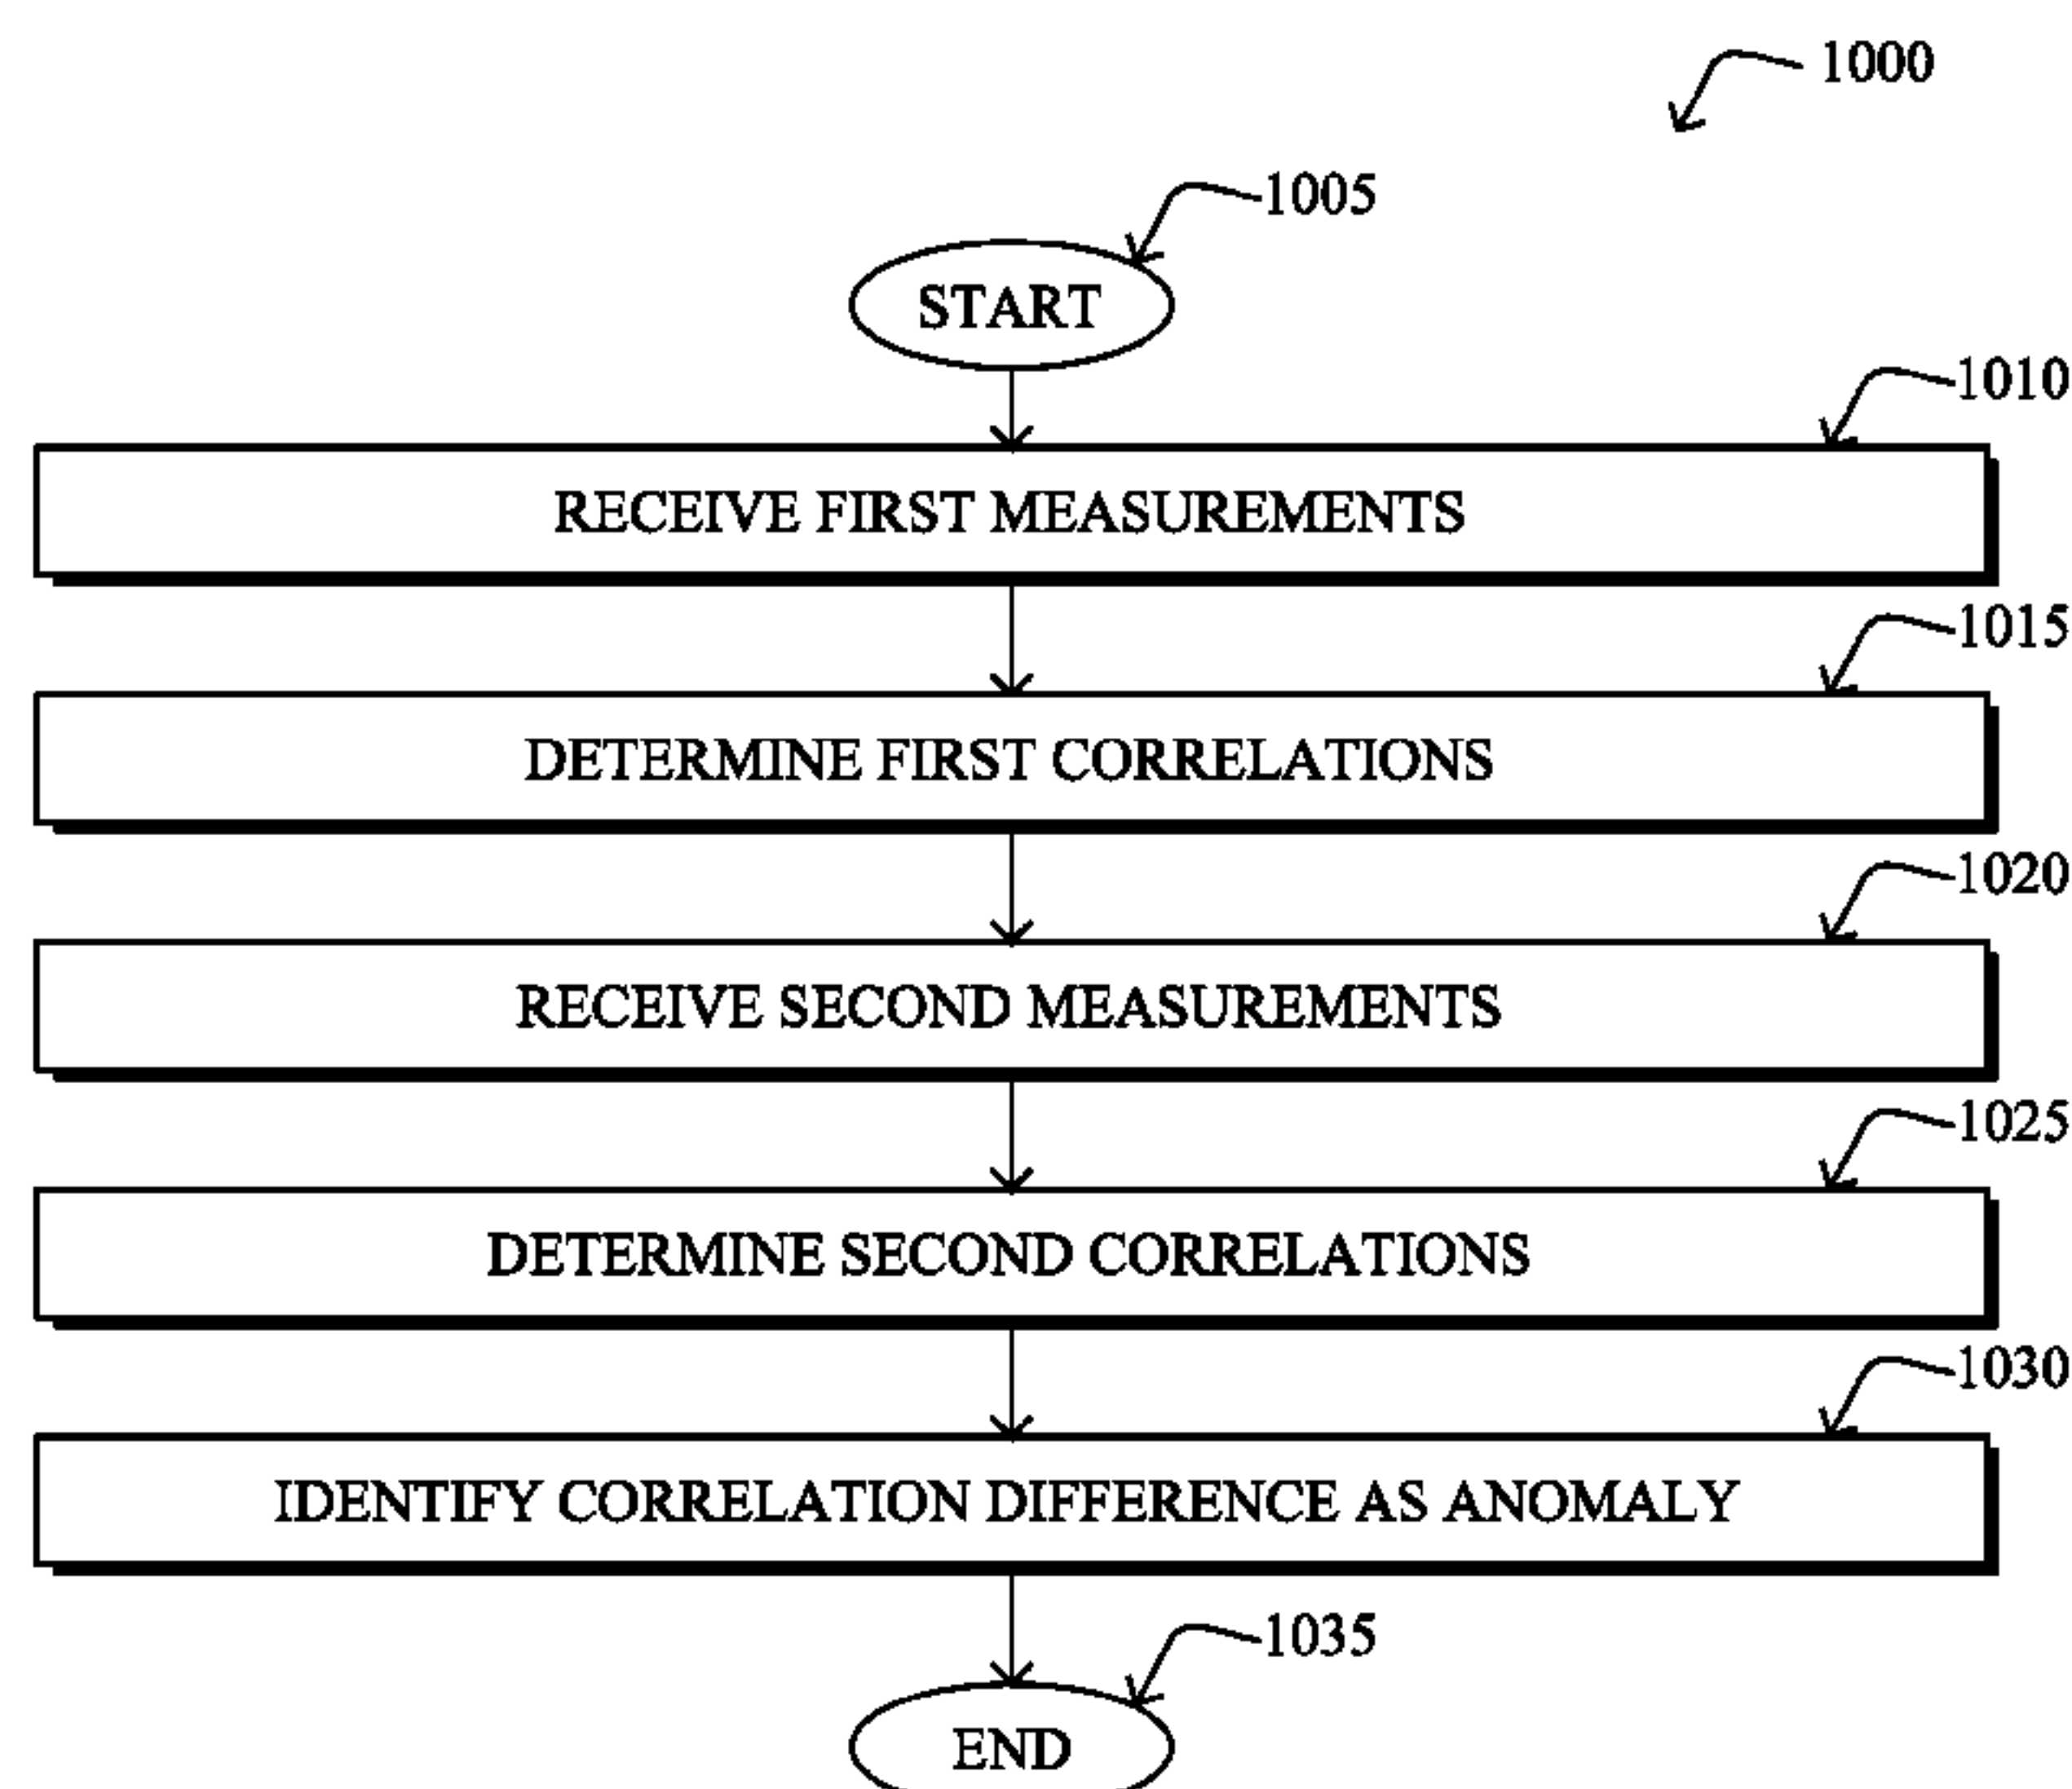 1000
1005
START
1010
RECEIVE FIRST MEASUREMENTS
1015
DETERMINE FIRST CORRELATIONS
1020
RECEIVE SECOND MEASUREMENTS
1025
DETERMINE SECOND CORRELATIONS
1030
IDENTIFY CORRELATION DIFFERENCE AS ANOMALY
1035
END